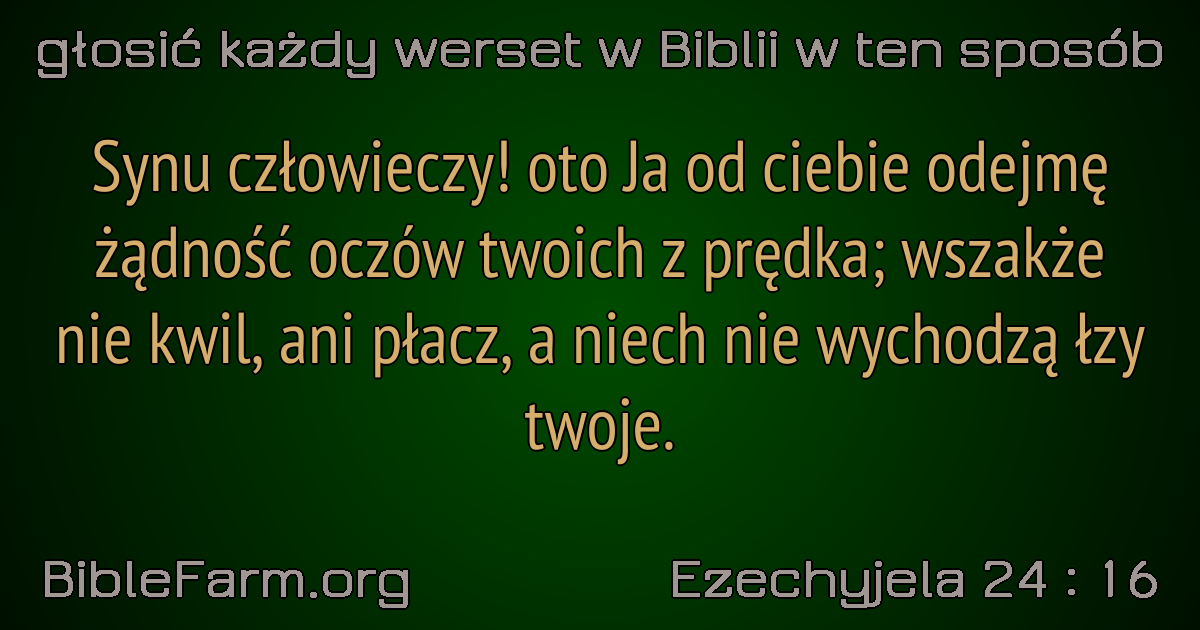 głosić każdy werset w Biblii w ten sposób
Synu człowieczy! oto Ja od ciebie odejmę
żądność oczów twoich z prędka; wszakże
nie kwil, ani płacz, a niech nie wychodzą łzy
twoje.
BibleFarm.org
Ezechyjela 24 : 16